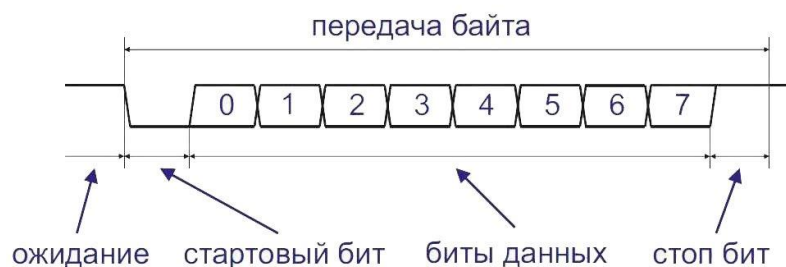 передача байта
0 1 2 3 4 5 6 7
ожидание стартовый бит биты данных стоп бит